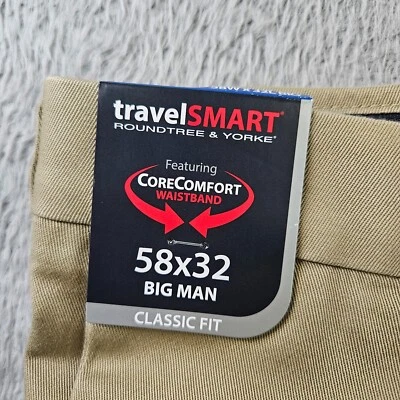 travelSMART®
ROUNDTREE & YORKE®
Featuring
CORECOMFORT
WAISTBAND
58x32
BIG MAN
CLASSIC FIT